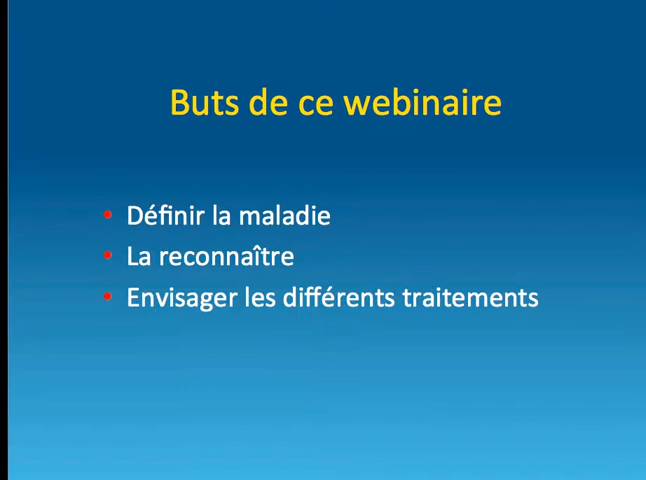 Buts de ce webinaire
• Définir la maladie
• La reconnaître
• Envisager les différents traitements